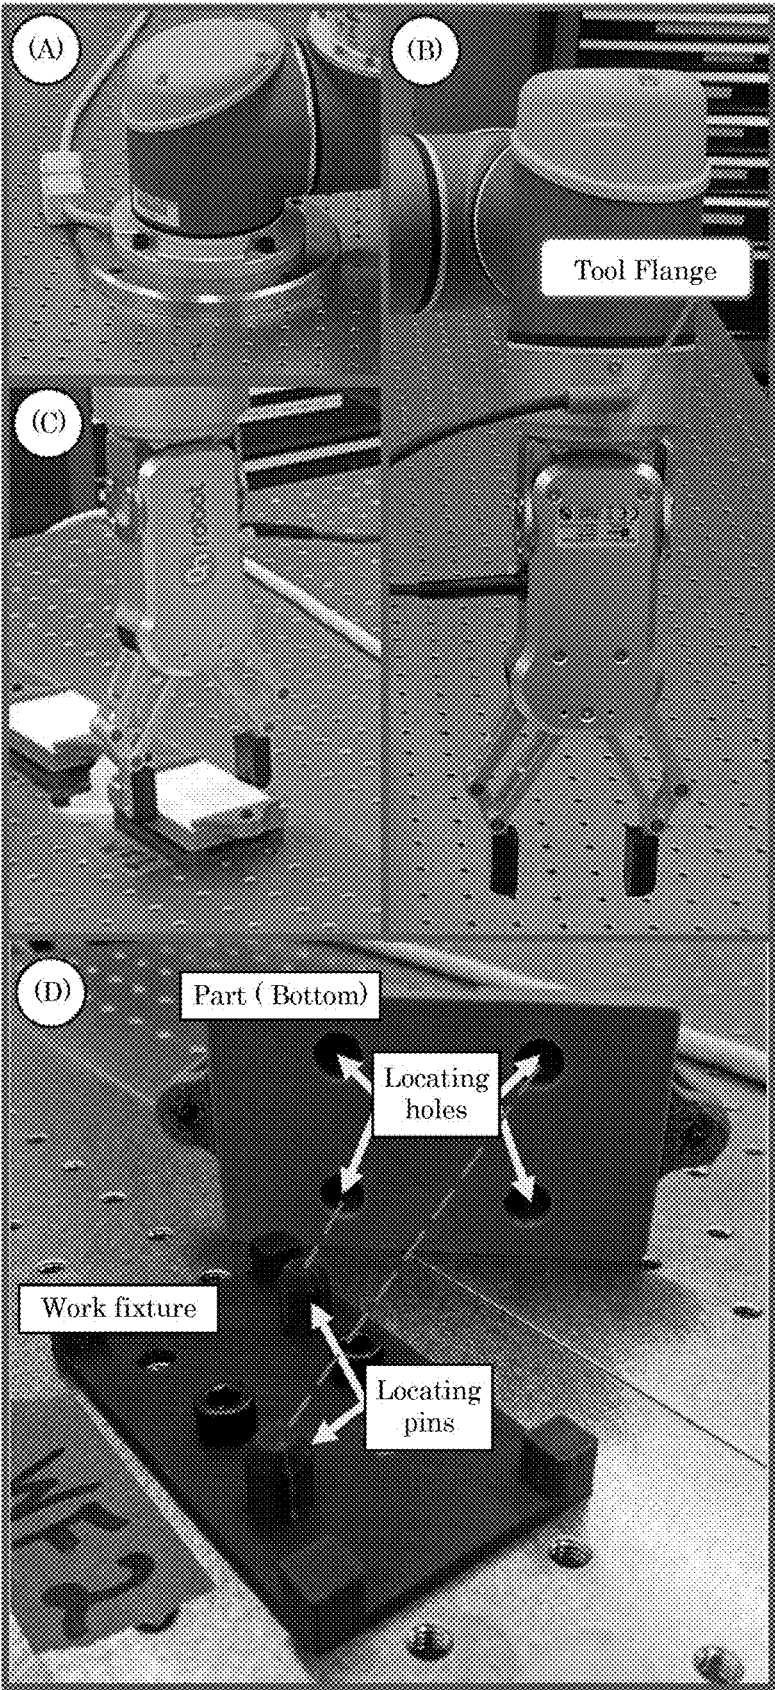 (A)
(B)
Tool Flange
(C)
(D)
Part ( Bottom)
Locating
holes
Work fixture
Locating
pins